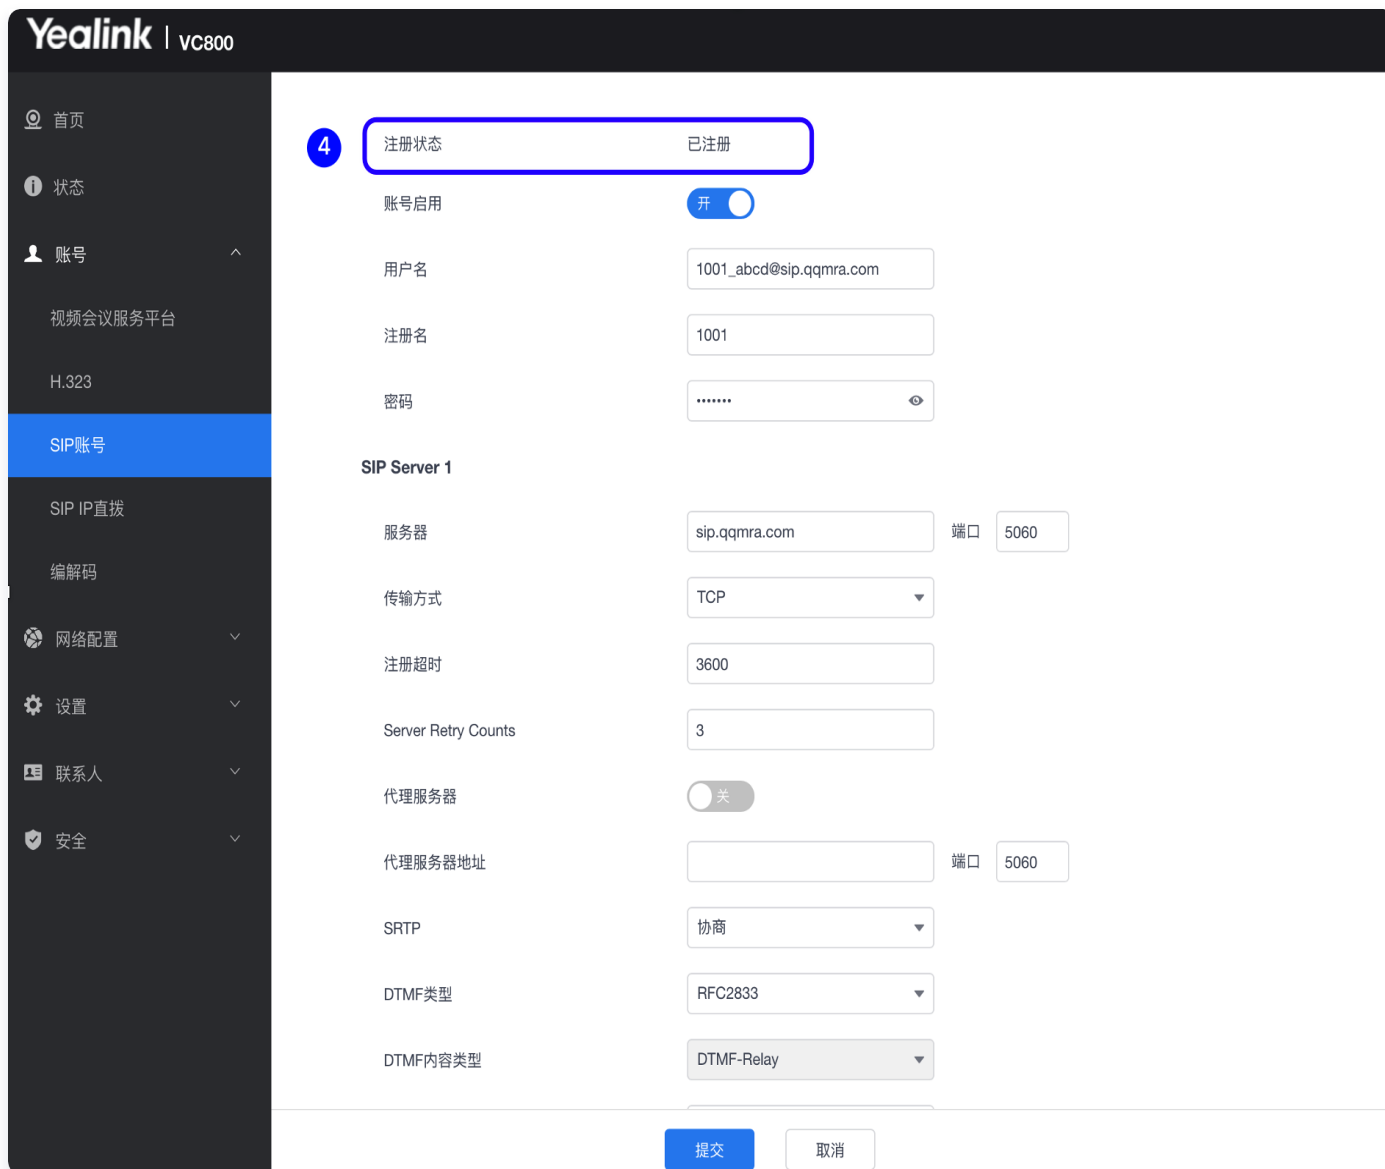 Yealink | VC800
首页
状态
账号
视频会议服务平台
H.323
SIP账号
SIP IP直拨
编解码
网络配置
设置
联系人
安全
4
注册状态 已注册
账号启用 开
用户名 1001_abcd@sip.qqmra.com
注册名 1001
密码 •••••••
SIP Server 1
服务器 sip.qqmra.com 端口 5060
传输方式 TCP
注册超时 3600
Server Retry Counts 3
代理服务器 关
代理服务器地址 端口 5060
SRTP 协商
DTMF类型 RFC2833
DTMF内容类型 DTMF-Relay
提交 取消